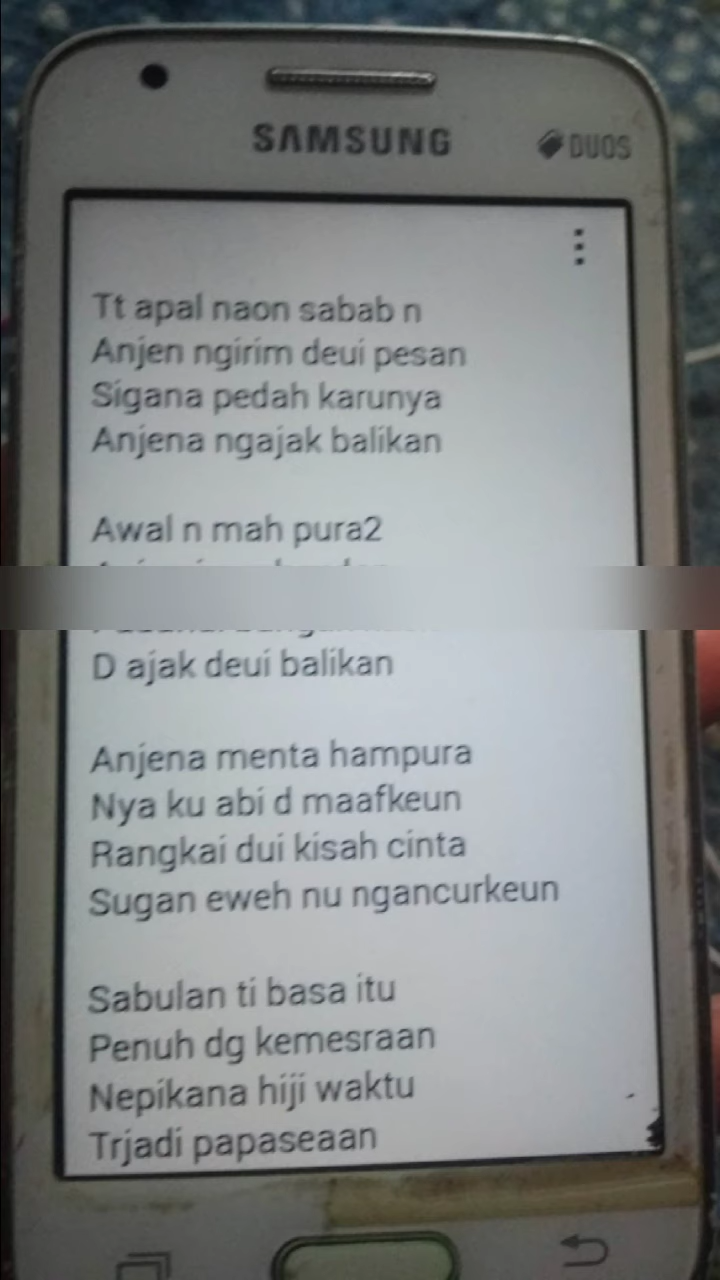 SAMSUNG
DUOS
Tt apal naon sabab n
Anjen ngirim deui pesan
Sigana pedah karunya
Anjena ngajak balikan
Awal n mah pura2
D ajak deui balikan
Anjena menta hampura
Nya ku abi d maafkeun
Rangkai dui kisah cinta
Sugan eweh nu ngancurkeun
Sabulan ti basa itu
Penuh dg kemesraan
Nepikana hiji waktu
Trjadi papaseaan